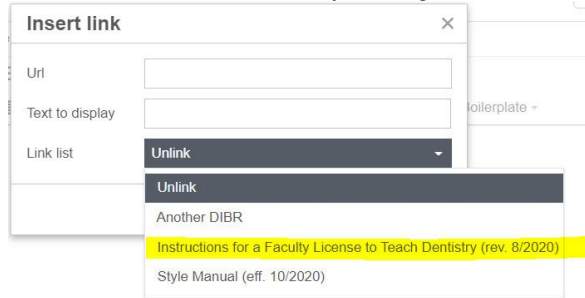 Insert link
×
Url
Text to display
Boilerplate
Link list
Unlink
Unlink
Another DIBR
Instructions for a Faculty License to Teach Dentistry (rev. 8/2020)
Style Manual (eff. 10/2020)